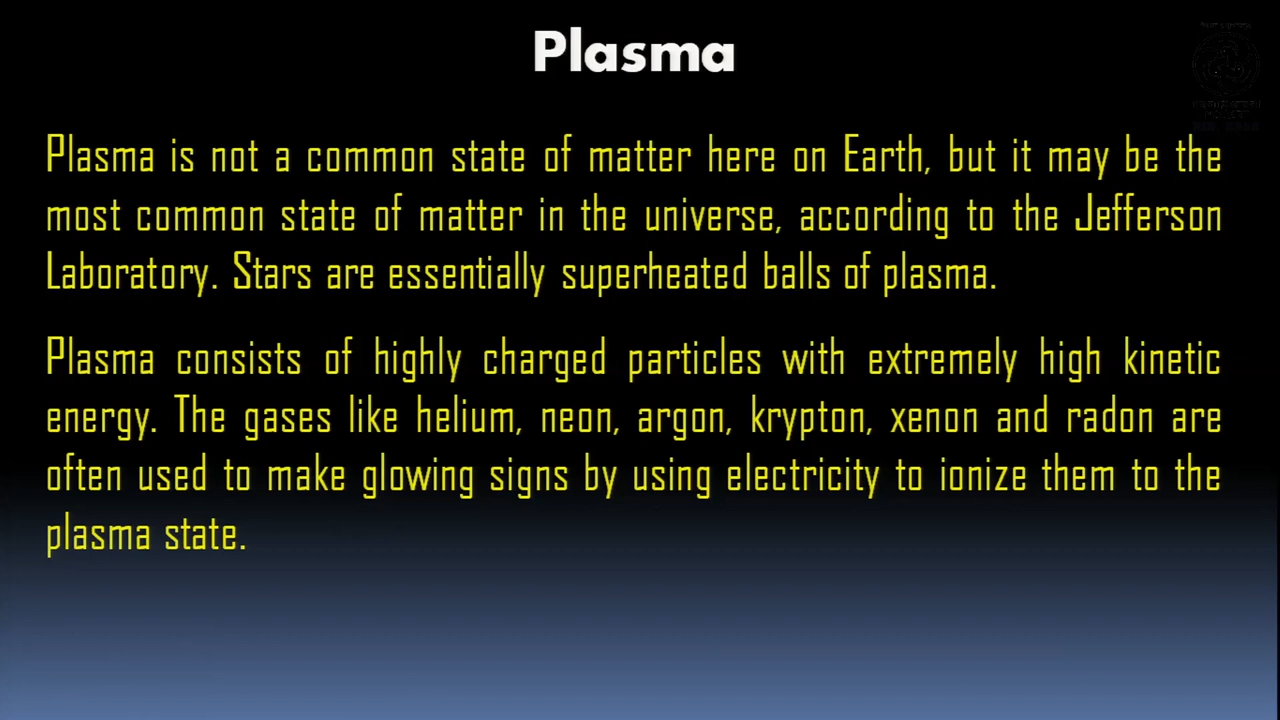 Plasma
Plasma is not a common state of matter here on Earth, but it may be the
most common state of matter in the universe, according to the Jefferson
Laboratory. Stars are essentially superheated balls of plasma.
Plasma consists of highly charged particles with extremely high kinetic
energy. The gases like helium, neon, argon, krypton, xenon and radon are
often used to make glowing signs by using electricity to ionize them to the
plasma state.